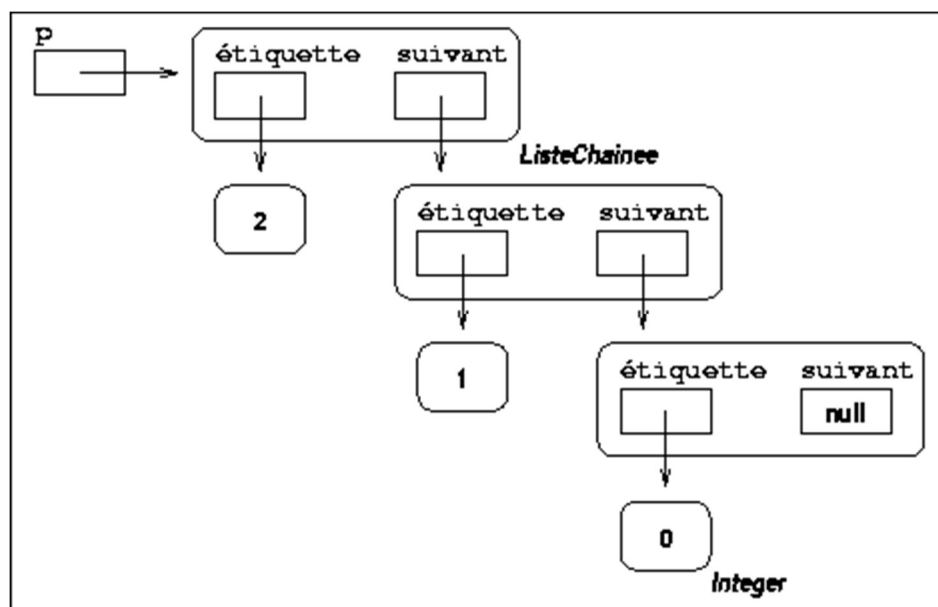 p
étiquette suivant
ListeChainee
2
étiquette suivant
1
étiquette suivant
null
0
Integer